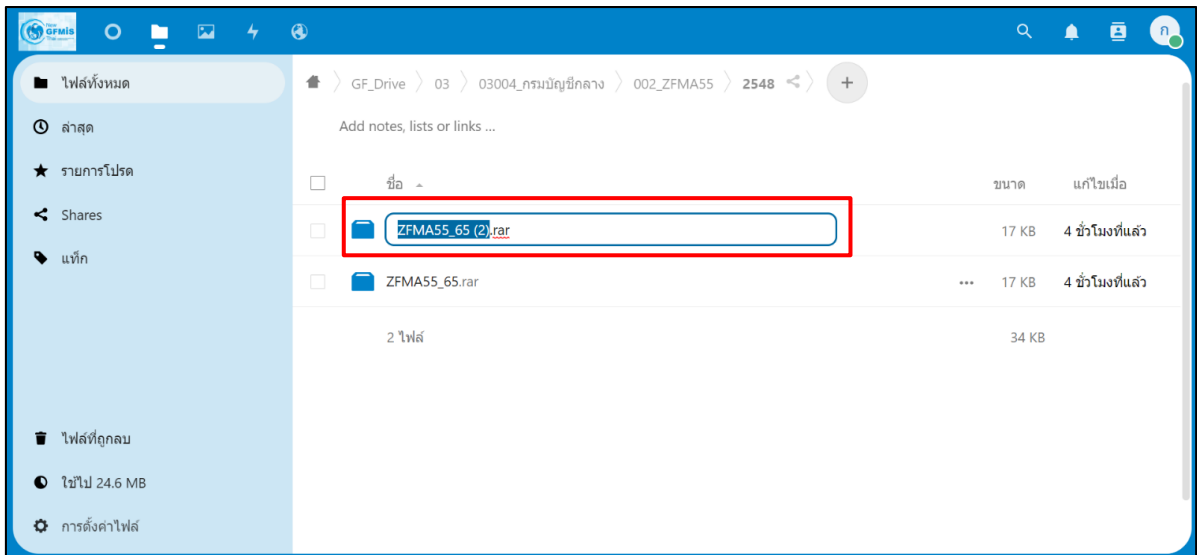 New
GFMIS
Thai
ก
ไฟล์ทั้งหมด
ล่าสุด
รายการโปรด
Shares
แท็ก
ไฟล์ที่ถูกลบ
ใช้ไป 24.6 MB
การตั้งค่าไฟล์
GF_Drive 03 03004_กรมบัญชีกลาง 002_ZFMA55 2548 +
Add notes, lists or links ...
ชื่อ ขนาด แก้ไขเมื่อ
ZFMA55_65 (2).rar 17 KB 4 ชั่วโมงที่แล้ว
ZFMA55_65.rar ••• 17 KB 4 ชั่วโมงที่แล้ว
2 ไฟล์ 34 KB